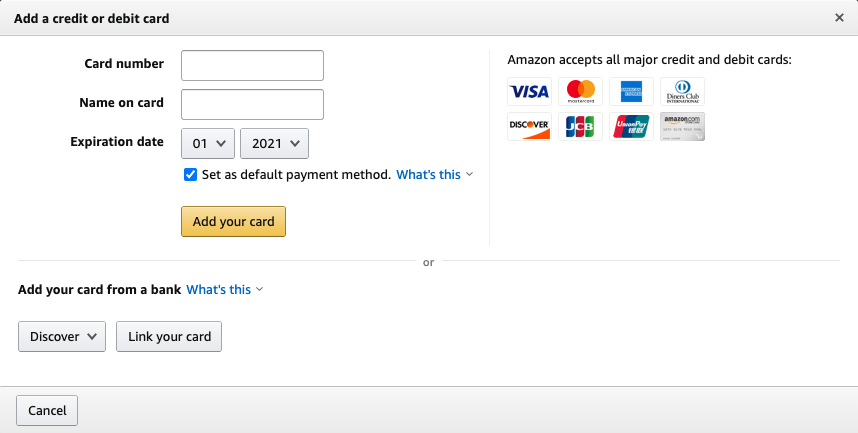 Add a credit or debit card
Card number
Name on card
Expiration date
01 2021
Set as default payment method. What's this
Add your card
Amazon accepts all major credit and debit cards:
VISA mastercard AMERICAN EXPRESS Diners Club INTERNATIONAL
DISCOVER JCB UnionPay 银联 amazon.com
or
Add your card from a bank What's this
Discover Link your card
Cancel